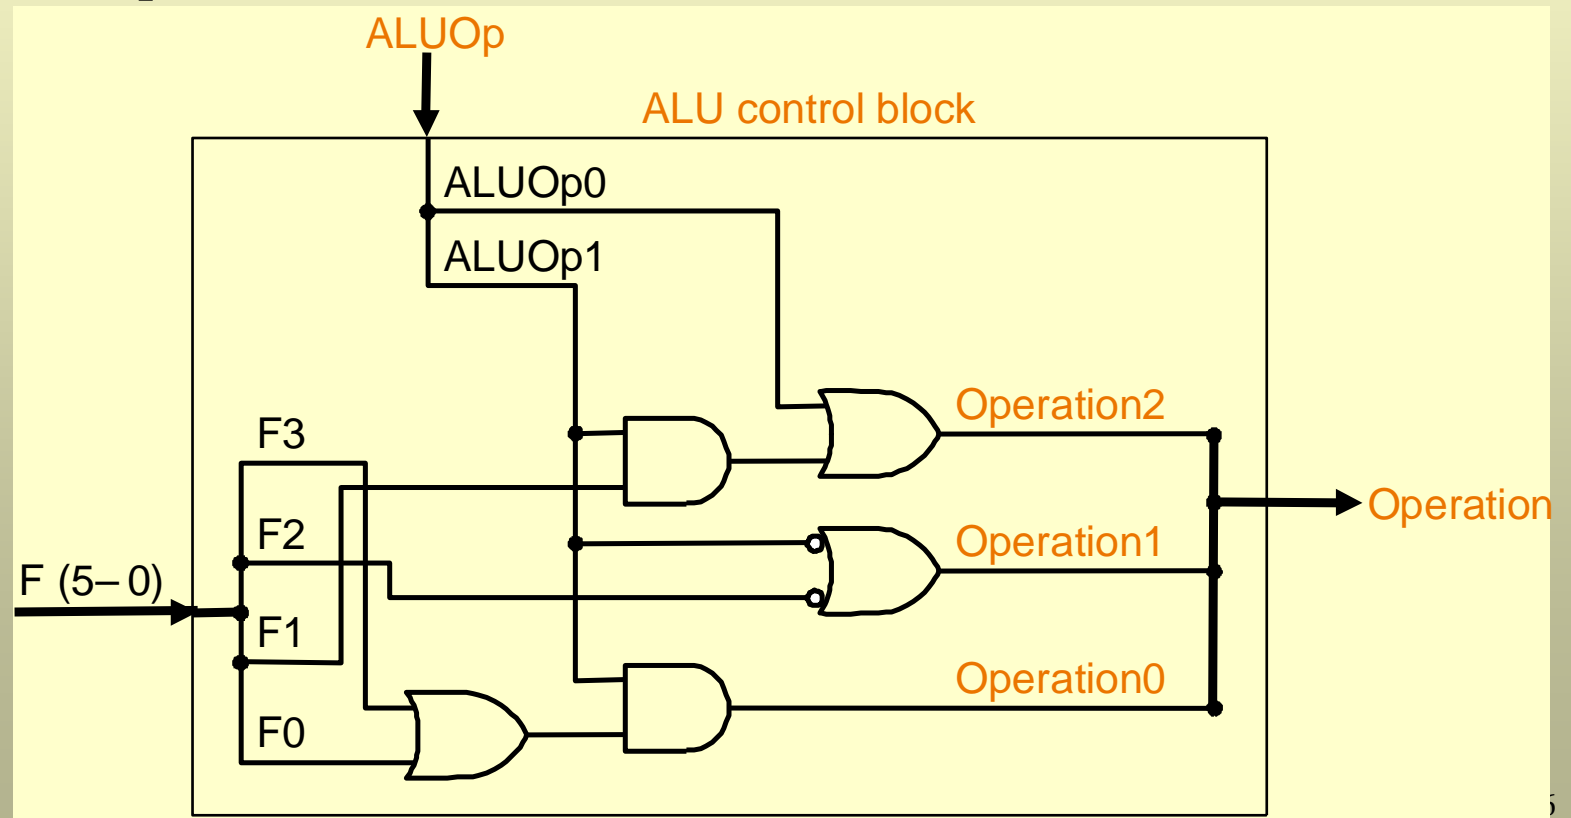 ALUOp
ALU control block
ALUOp0
ALUOp1
Operation2
F3
Operation
F2
Operation1
F (5– 0)
F1
Operation0
F0